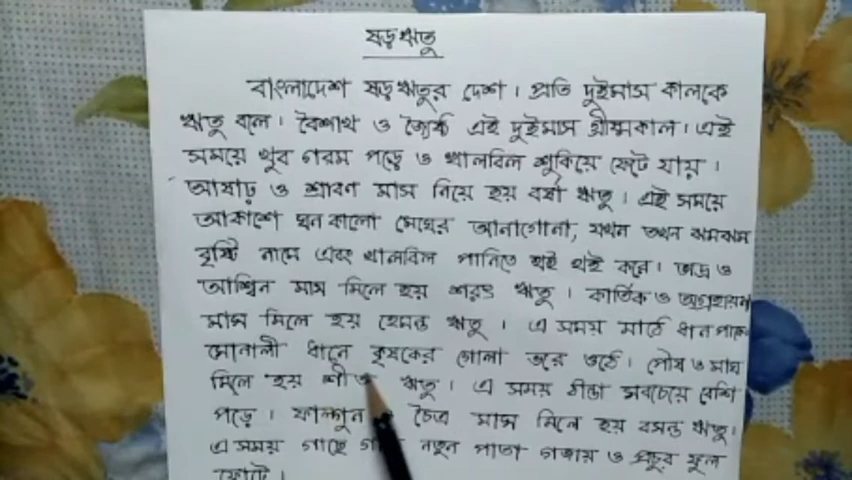 ষড়ঋতু
বাংলাদেশ ষড়ঋতুর দেশ। প্রতি দুইমাস কালকে
ঋতু বলে। বৈশাখ ও জ্যৈষ্ঠ এই দুইমাস গ্রীষ্মকাল। এই
সময়ে খুব গরম পড়ে ও খালবিল শুকিয়ে ফেটে যায়।
আষাঢ় ও শ্রাবণ মাস নিয়ে হয় বর্ষা ঋতু। এই সময়ে
আকাশে ঘন কালো মেঘের আনাগোনা, যখন তখন ঝমঝম
বৃষ্টি নামে এবং খালবিল পানিতে থই থই করে। ভাদ্র ও
আশ্বিন মাস মিলে হয় শরৎ ঋতু। কার্তিক ও অগ্রহায়ন
মাস মিলে হয় হেমন্ত ঋতু। এ সময় মাঠে ধান পাকে
সোনালী ধানে কৃষকের গোলা ভরে ওঠে। পৌষ ও মাঘ
মিলে হয় শীত ঋতু। এ সময় ঠান্ডা সবচেয়ে বেশি
পড়ে। ফাল্গুন চৈত্র মাস মিলে হয় বসন্ত ঋতু।
এ সময় গাছে নতুন পাতা গজায় ও প্রচুর ফুল
ফোটে।